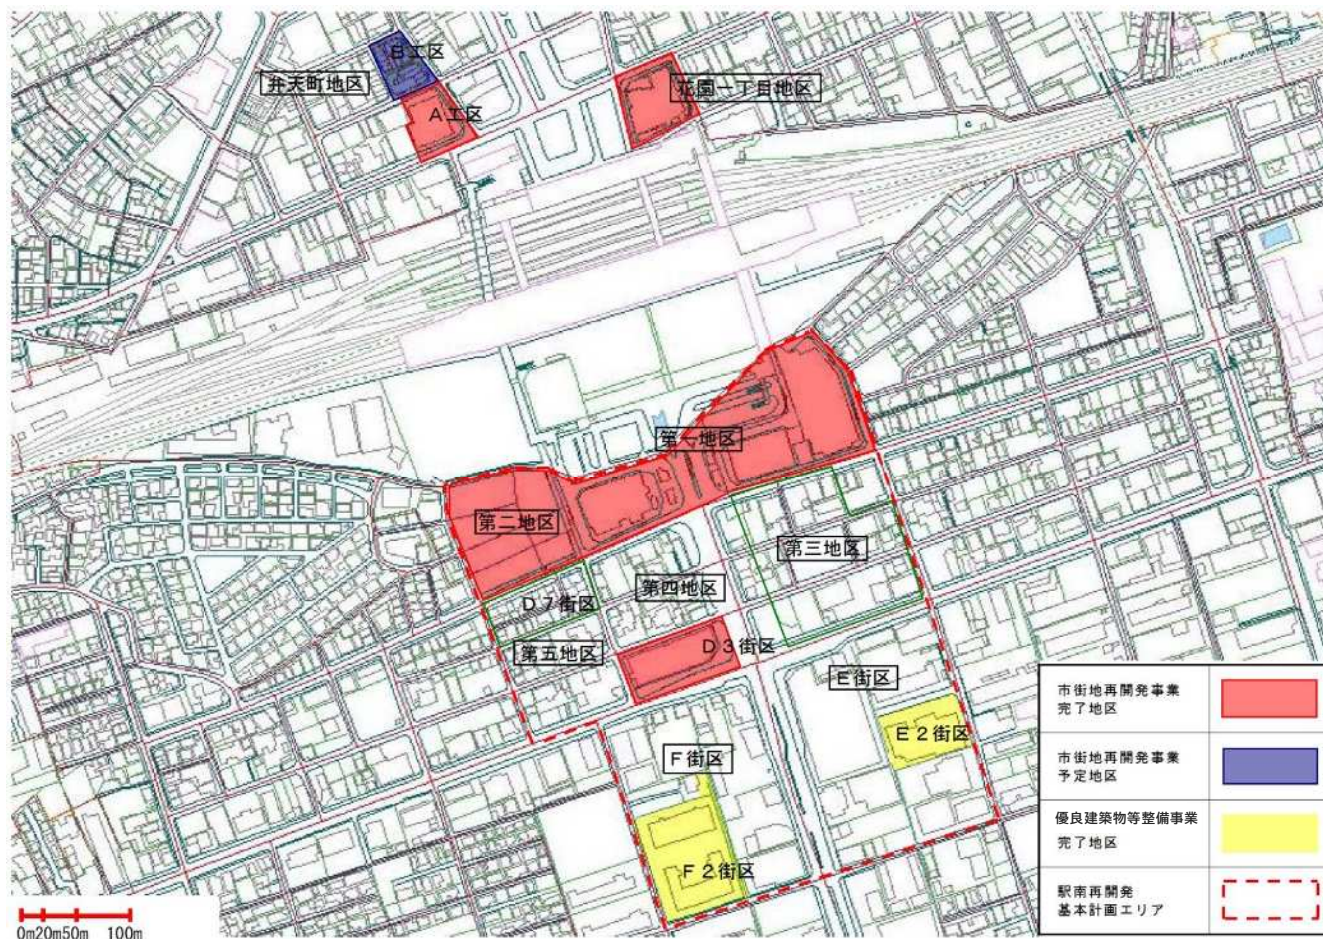 B工区
弁天町地区
A工区
花園一丁目地区
第一地区
第二地区
第三地区
第四地区
D7街区
第五地区
D3街区
E街区
E2街区
F街区
F2街区
市街地再開発事業
完了地区
市街地再開発事業
予定地区
優良建築物等整備事業
完了地区
駅南再開発
基本計画エリア
0m20m50m 100m